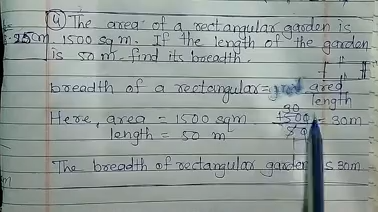 ④ The area of a rectangular garden is
25m 1500 sq m. If the length of the garden
is 50 m. find its breadth.
breadth of a rectangular = area
length
Here, area = 1500 sqm 30
1500 = 30m
length = 50 m 50
The breadth of rectangular garden is 30m